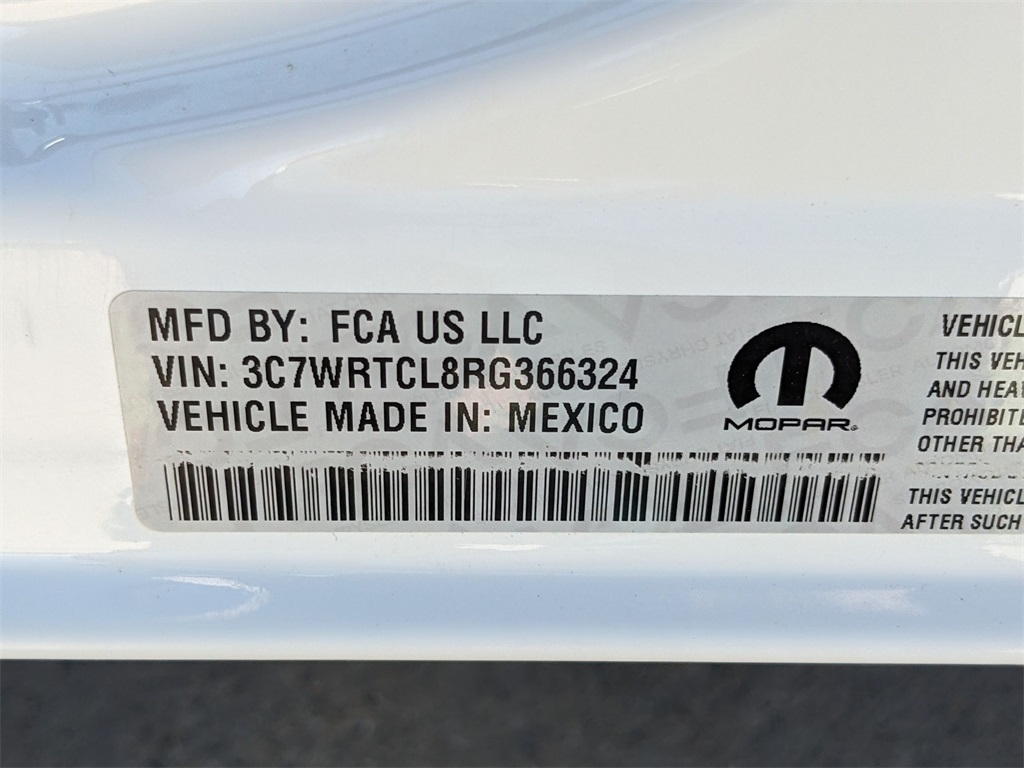 MFD BY: FCA US LLC
VIN: 3C7WRTCL8RG366324
VEHICLE MADE IN: MEXICO
MOPAR
VEHICL
THIS VEH
AND HEA
PROHIBITE
OTHER THA
THIS VEHICL
AFTER SUCH